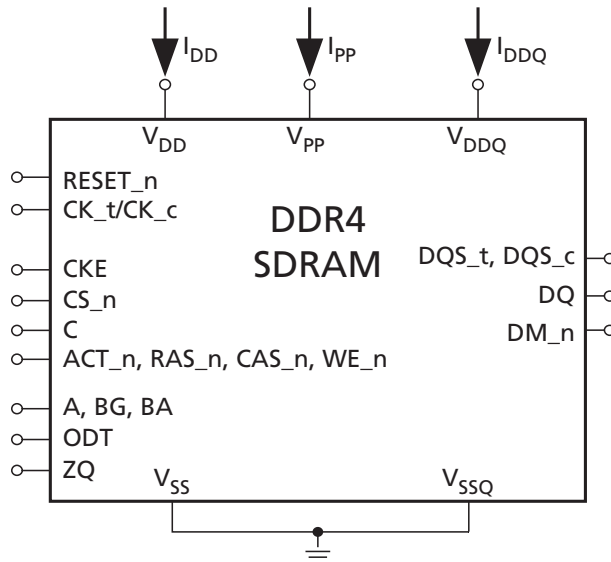 IDD
IPP
IDDQ
VDD
VPP
VDDQ
RESET_n
CK_t/CK_c
DDR4
SDRAM
CKE
CS_n
C
ACT_n, RAS_n, CAS_n, WE_n
A, BG, BA
ODT
ZQ
DQS_t, DQS_c
DQ
DM_n
VSS
VSSQ